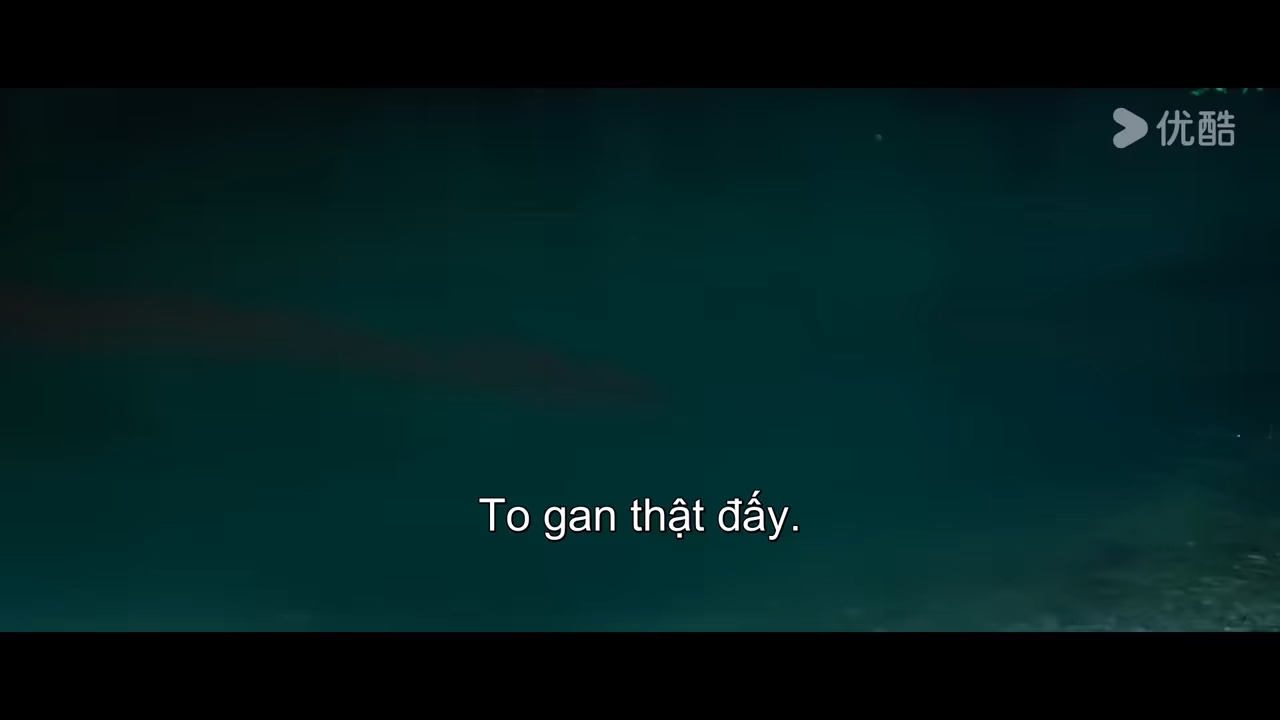 优酷
To gan thật đấy.